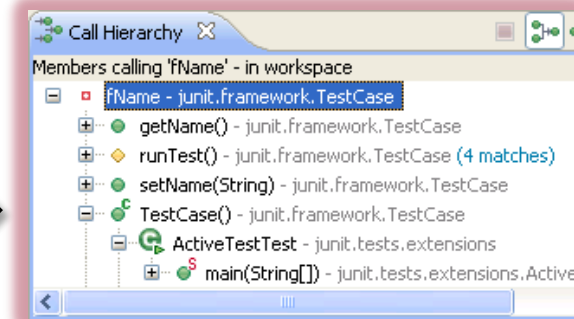 Call Hierarchy
Members calling 'fName' - in workspace
fName - junit.framework.TestCase
getName() - junit.framework.TestCase
runTest() - junit.framework.TestCase (4 matches)
setName(String) - junit.framework.TestCase
C TestCase() - junit.framework.TestCase
ActiveTestTest - junit.tests.extensions
S main(String[]) - junit.tests.extensions.Active